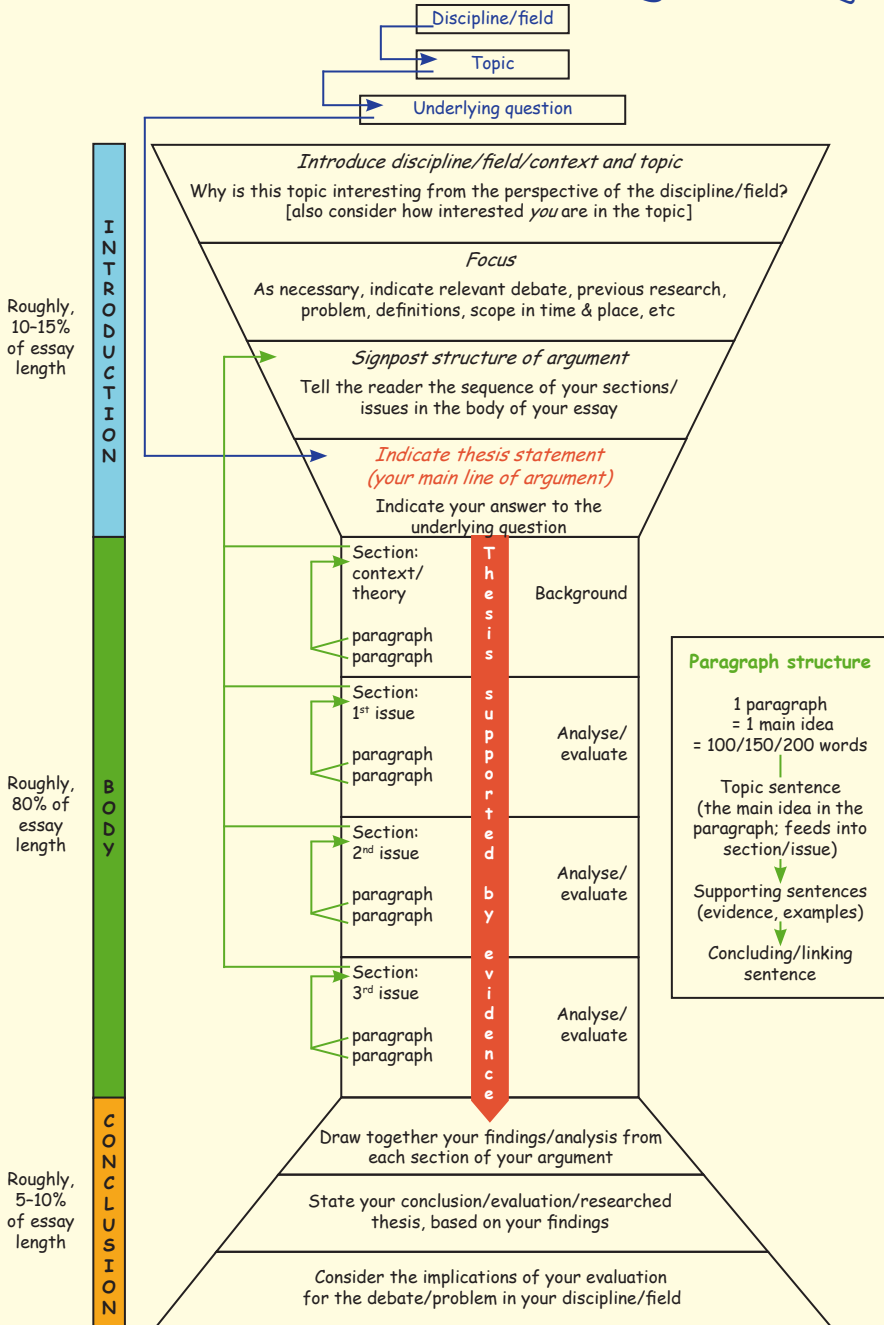 Discipline/field
Topic
Underlying question
Introduce discipline/field/context and topic
Why is this topic interesting from the perspective of the discipline/field?
[also consider how interested you are in the topic]
Focus
As necessary, indicate relevant debate, previous research,
problem, definitions, scope in time & place, etc
Signpost structure of argument
Tell the reader the sequence of your sections/
issues in the body of your essay
Indicate thesis statement
(your main line of argument)
Indicate your answer to the
underlying question
INTRODUCTION
Roughly,
10–15%
of essay
length
Thesis supported by evidence
Section:
context/
theory
paragraph
paragraph
Background
Section:
1st issue
paragraph
paragraph
Analyse/
evaluate
Section:
2nd issue
paragraph
paragraph
Analyse/
evaluate
Section:
3rd issue
paragraph
paragraph
Analyse/
evaluate
BODY
Roughly,
80% of
essay
length
Paragraph structure
1 paragraph
= 1 main idea
= 100/150/200 words
Topic sentence
(the main idea in the
paragraph; feeds into
section/issue)
Supporting sentences
(evidence, examples)
Concluding/linking
sentence
CONCLUSION
Roughly,
5–10%
of essay
length
Draw together your findings/analysis from
each section of your argument
State your conclusion/evaluation/researched
thesis, based on your findings
Consider the implications of your evaluation
for the debate/problem in your discipline/field